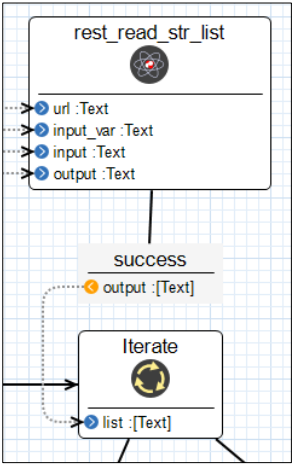 rest_read_str_list
url :Text
input_var :Text
input :Text
output :Text
success
output :[Text]
Iterate
list :[Text]